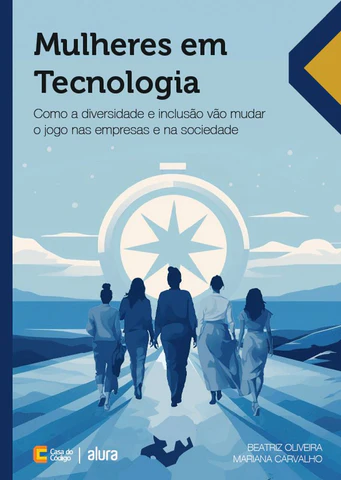 Mulheres em
Tecnologia
Como a diversidade e inclusão vão mudar
o jogo nas empresas e na sociedade
BEATRIZ OLIVEIRA
MARIANA CARVALHO
Casa do
Código
alura